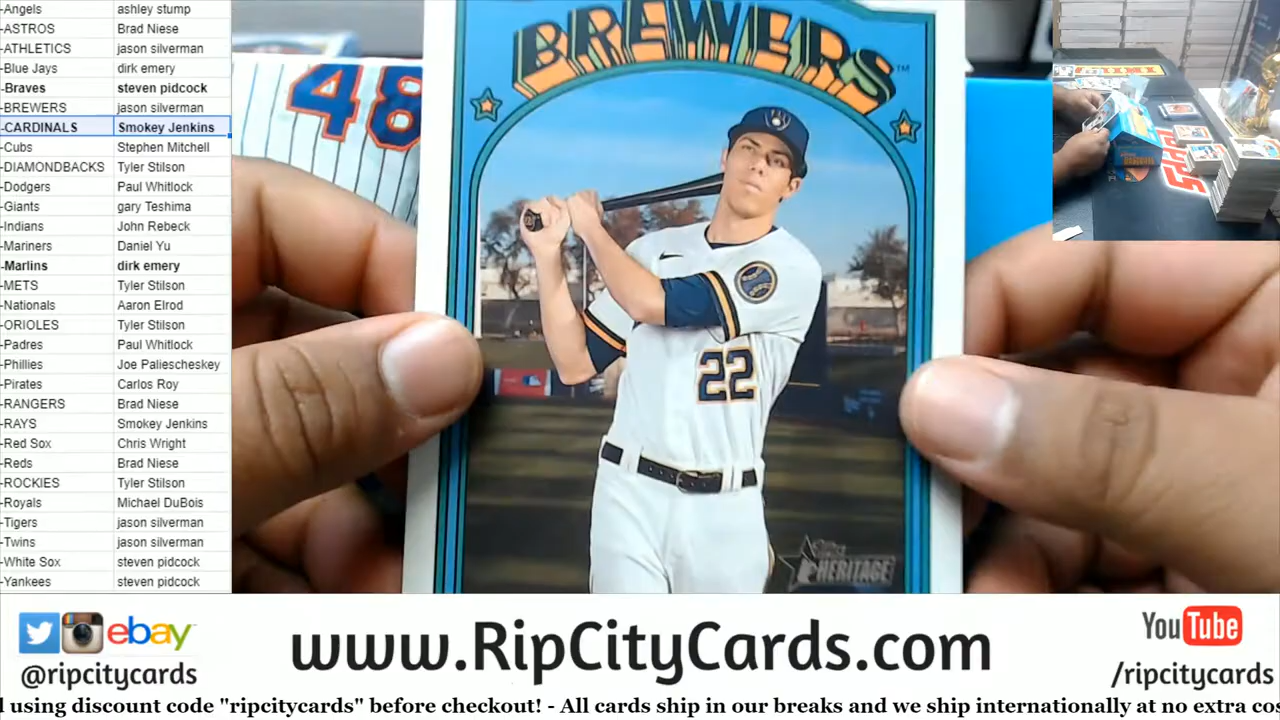 -Angels ashley stump
-ASTROS Brad Niese
-ATHLETICS jason silverman
-Blue Jays dirk emery
-Braves steven pidcock
-BREWERS jason silverman
-CARDINALS Smokey Jenkins
-Cubs Stephen Mitchell
-DIAMONDBACKS Tyler Stilson
-Dodgers Paul Whitlock
-Giants gary Teshima
-Indians John Rebeck
-Mariners Daniel Yu
-Marlins dirk emery
-METS Tyler Stilson
-Nationals Aaron Elrod
-ORIOLES Tyler Stilson
-Padres Paul Whitlock
-Phillies Joe Paliescheskey
-Pirates Carlos Roy
-RANGERS Brad Niese
-RAYS Smokey Jenkins
-Red Sox Chris Wright
-Reds Brad Niese
-ROCKIES Tyler Stilson
-Royals Michael DuBois
-Tigers jason silverman
-Twins jason silverman
-White Sox steven pidcock
-Yankees steven pidcock
48
BREWERS™
22
Topps
HERITAGE
ebay
@ripcitycards
www.RipCityCards.com
YouTube
/ripcitycards
using discount code "ripcitycards" before checkout! - All cards ship in our breaks and we ship internationally at no extra